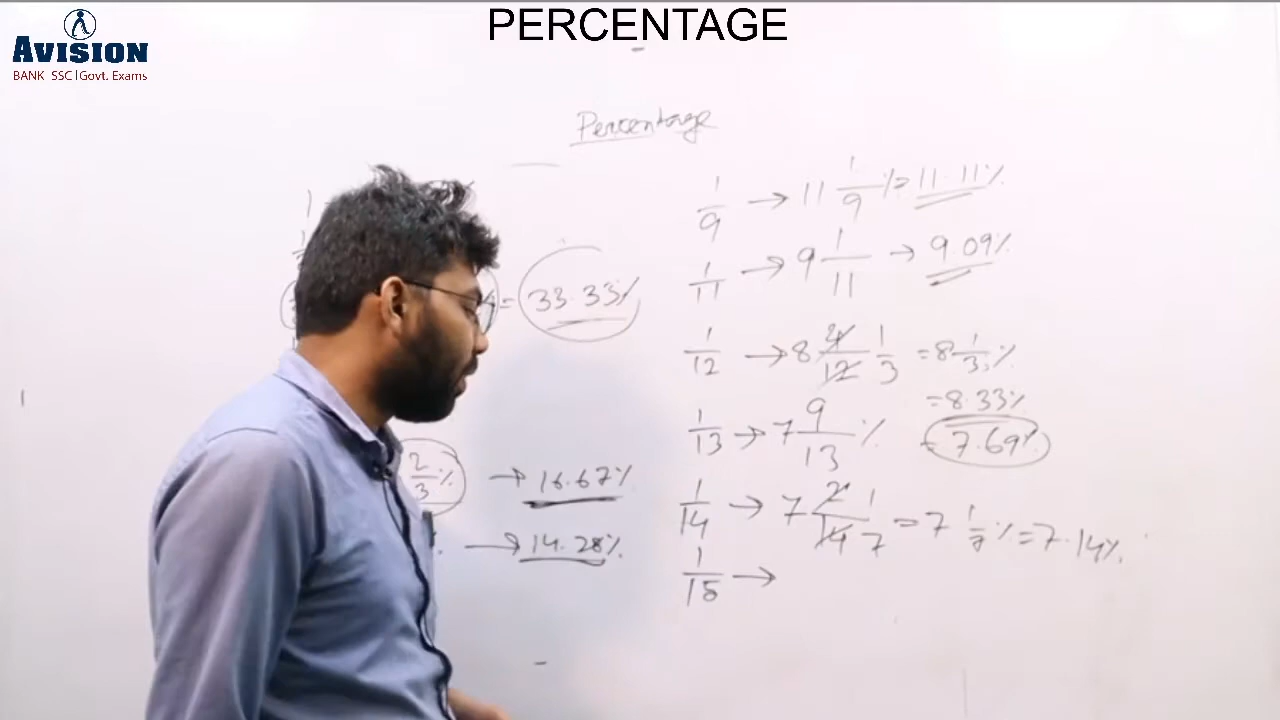 PERCENTAGE
AVISION
BANK SSC|Govt. Exams
Percentage
1/9 → 11 1/9 % = 11.11%
1/11 → 9 1/11 → 9.09%
= 33.33%
1/12 → 8 4/12 1/3 = 8 1/3 %
= 8.33%
1/13 → 7 9/13 % = 7.69%
2/3 % → 16.67%
1/14 → 7 2/14 1/7 = 7 1/7 % = 7.14%
→ 14.28%
1/15 →